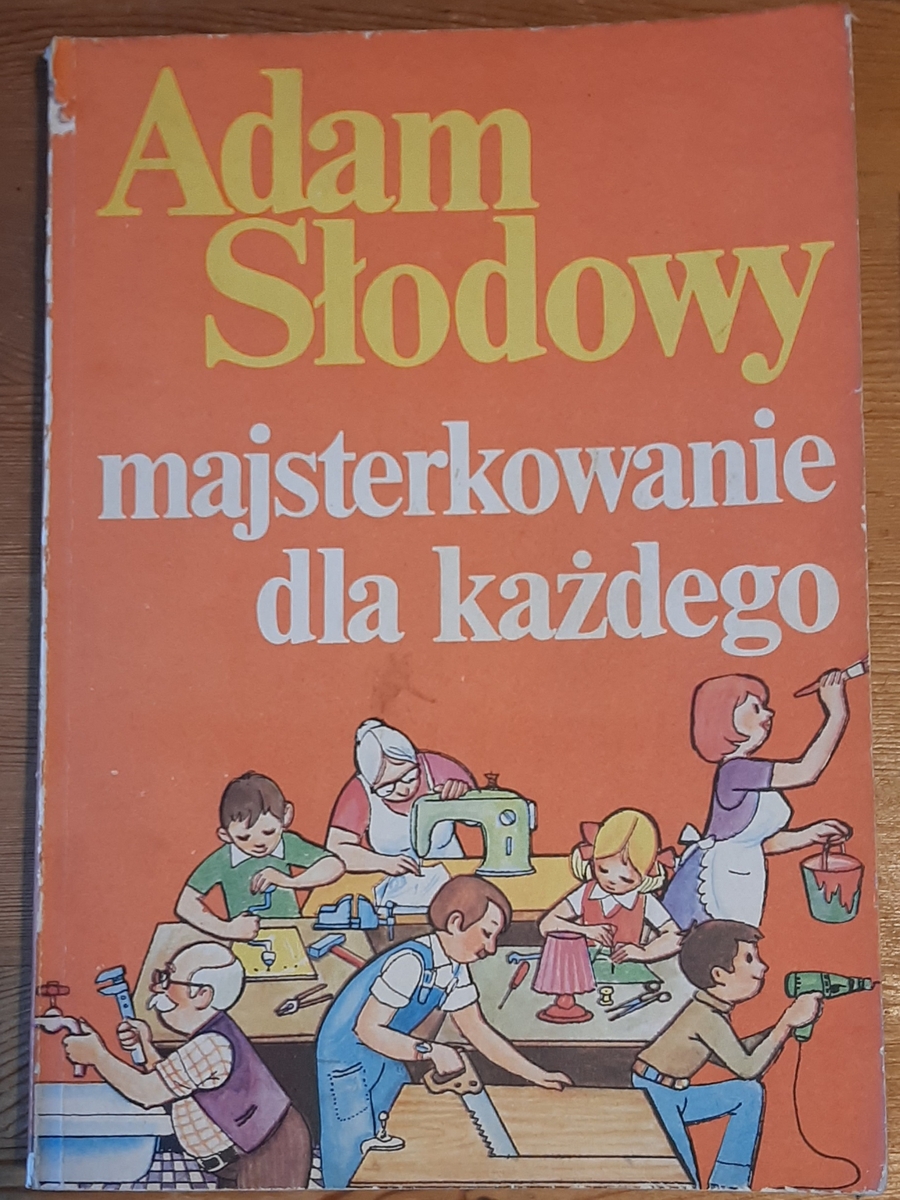 Adam
Słodowy
majsterkowanie
dla każdego